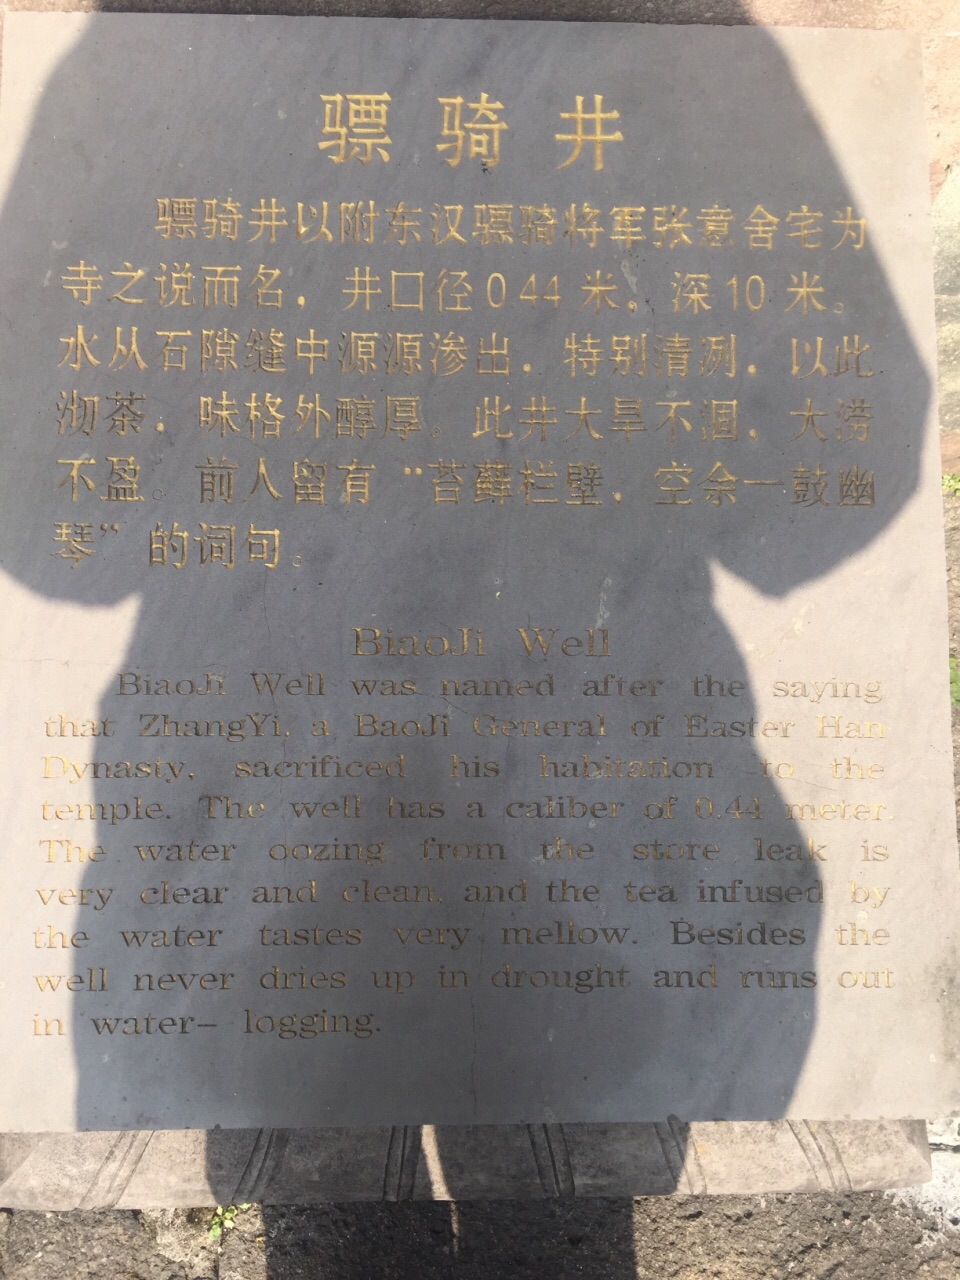 骠骑井
骠骑井以附东汉骠骑将军张意舍宅为
寺之说而名，井口径0.44米，深10米。
水从石隙缝中源源渗出，特别清冽，以此
沏茶，味格外醇厚。此井大旱不涸，大涝
不盈。前人留有“苔藓栏壁，空余一鼓幽
琴”的词句。
BiaoJi Well
BiaoJi Well was named after the saying
that ZhangYi, a BaoJi General of Easter Han
Dynasty, sacrificed his habitation to the
temple. The well has a caliber of 0.44 meter.
The water oozing from the store leak is
very clear and clean, and the tea infused by
the water tastes very mellow. Besides the
well never dries up in drought and runs out
in water- logging.